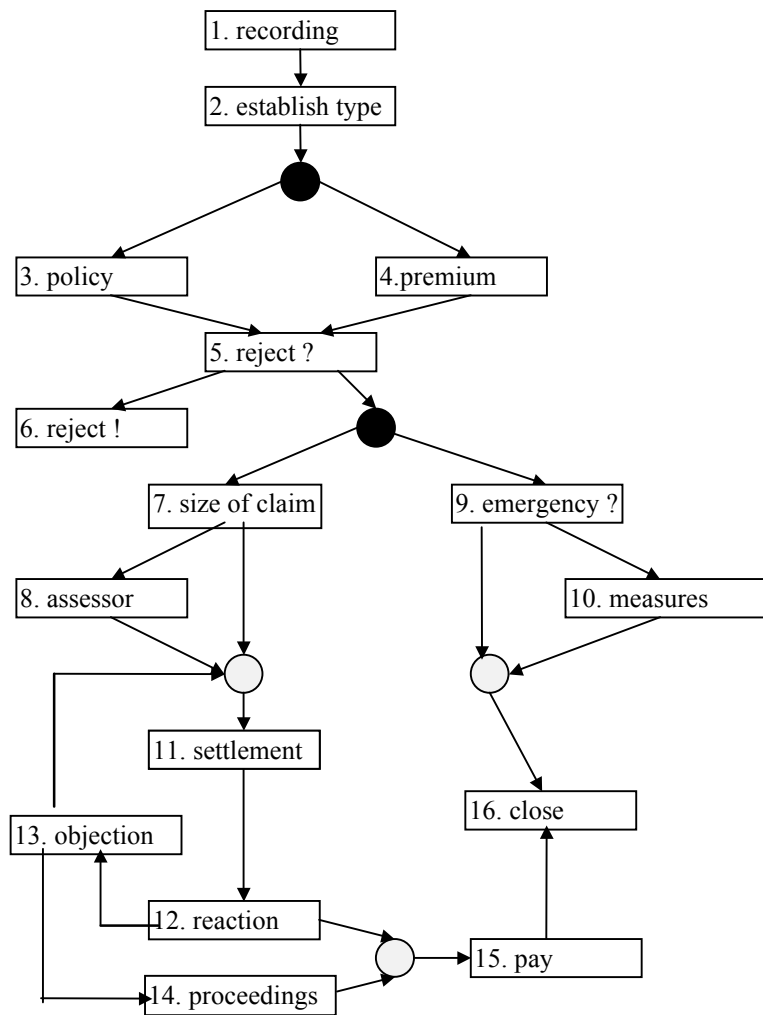 1. recording
2. establish type
3. policy
4.premium
5. reject ?
6. reject !
7. size of claim
9. emergency ?
8. assessor
10. measures
11. settlement
16. close
13. objection
12. reaction
15. pay
14. proceedings